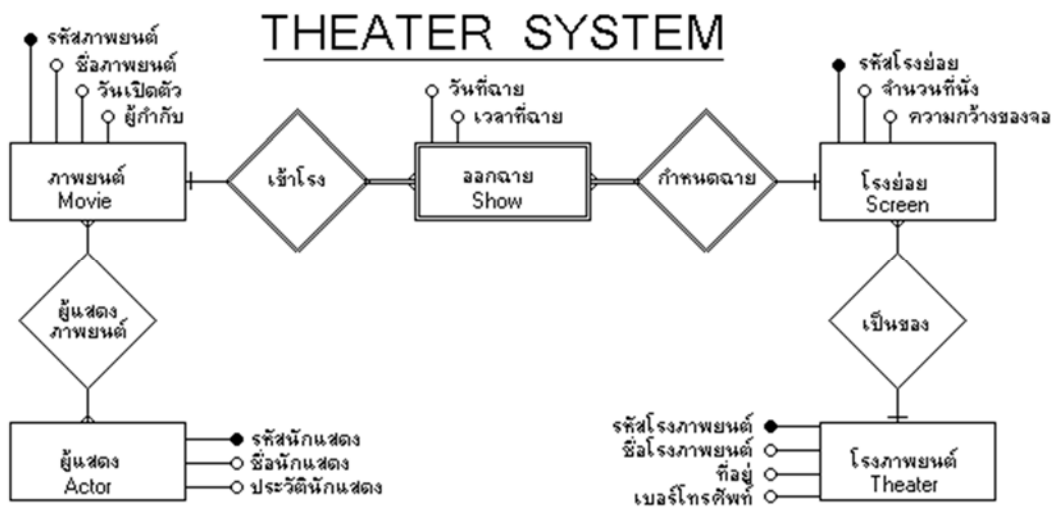 THEATER SYSTEM
รหัสภาพยนต์
ชื่อภาพยนต์
วันเปิดตัว
ผู้กำกับ
วันที่ฉาย
เวลาที่ฉาย
รหัสโรงย่อย
จำนวนที่นั่ง
ความกว้างของจอ
ภาพยนต์
Movie
เข้าโรง
ออกฉาย
Show
กำหนดฉาย
โรงย่อย
Screen
ผู้แสดง
ภาพยนต์
เป็นของ
ผู้แสดง
Actor
รหัสนักแสดง
ชื่อนักแสดง
ประวัตินักแสดง
รหัสโรงภาพยนต์
ชื่อโรงภาพยนต์
ที่อยู่
เบอร์โทรศัพท์
โรงภาพยนต์
Theater